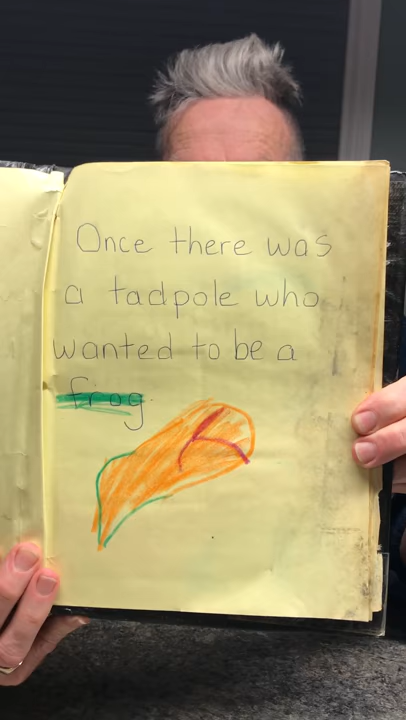 Once there was
a tadpole who
wanted to be a
frog.